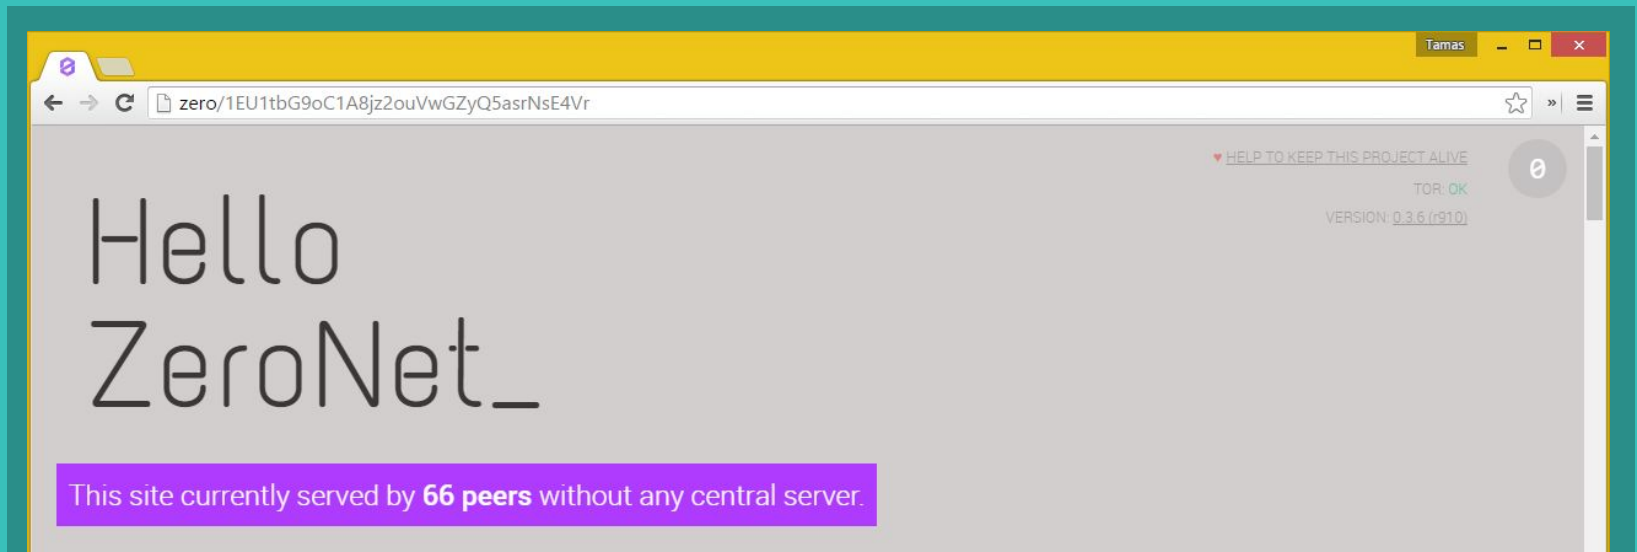 Tamas
zero/1EU1tbG9oC1A8jz2ouVwGZyQ5asrNsE4Vr
♥ HELP TO KEEP THIS PROJECT ALIVE
0
TOR: OK
VERSION: 0.3.6 (r910)
Hello
ZeroNet_
This site currently served by 66 peers without any central server.